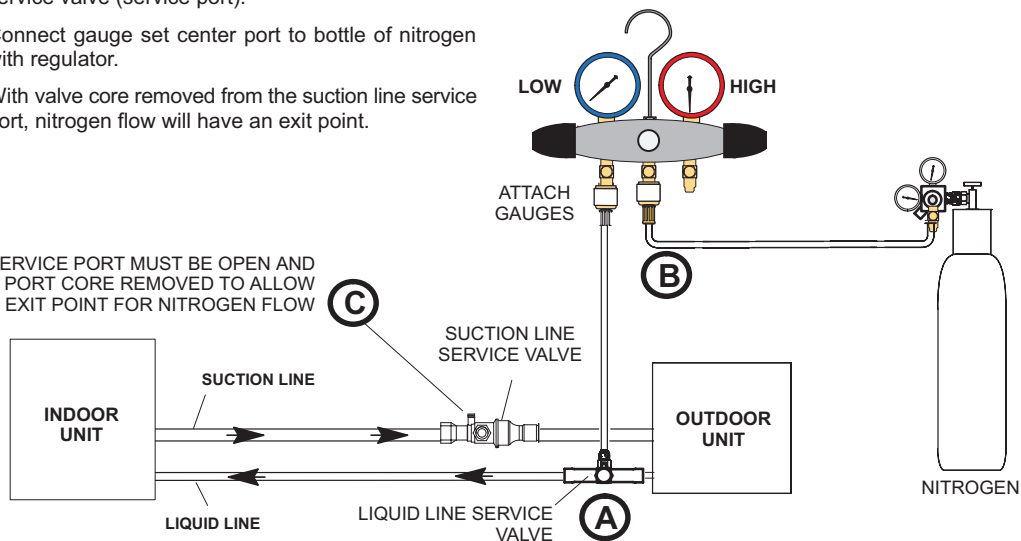 service valve (service port).
Connect gauge set center port to bottle of nitrogen
with regulator.
With valve core removed from the suction line service
port, nitrogen flow will have an exit point.
LOW
HIGH
ATTACH
GAUGES
B
SERVICE PORT MUST BE OPEN AND
PORT CORE REMOVED TO ALLOW
EXIT POINT FOR NITROGEN FLOW
C
SUCTION LINE
SERVICE VALVE
SUCTION LINE
INDOOR
UNIT
OUTDOOR
UNIT
NITROGEN
LIQUID LINE
LIQUID LINE SERVICE
VALVE
A